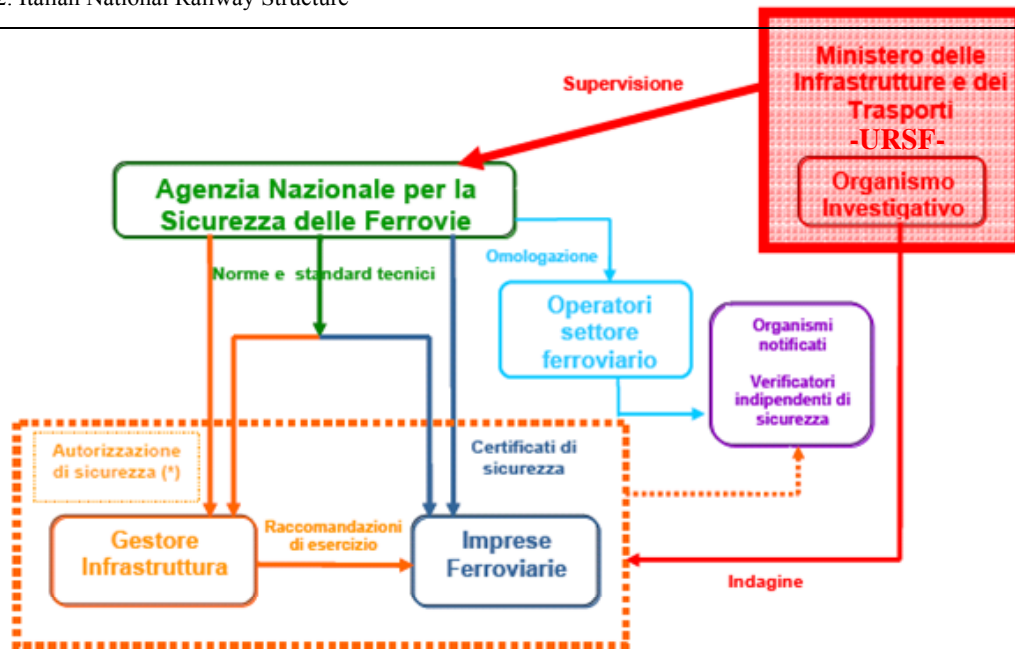 2. Italian National Railway Structure
Ministero delle
Infrastrutture e dei
Trasporti
-URSF-
Organismo
Investigativo
Supervisione
Agenzia Nazionale per la
Sicurezza delle Ferrovie
Norme e standard tecnici
Omologazione
Operatori
settore
ferroviario
Organismi
notificati
Verificatori
indipendenti di
sicurezza
Autorizzazione
di sicurezza (*)
Certificati di
sicurezza
Gestore
Infrastruttura
Raccomandazioni
di esercizio
Imprese
Ferroviarie
Indagine